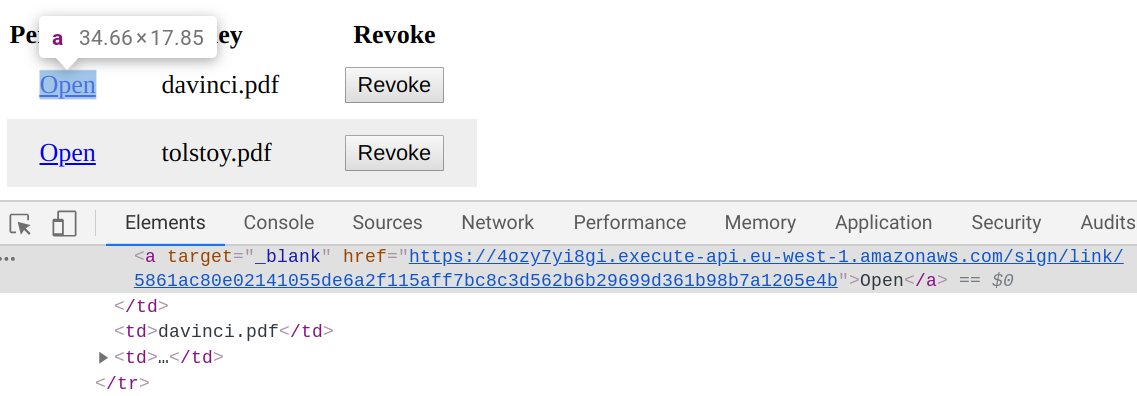 a 34.66×17.85
Revoke
Open davinci.pdf Revoke
Open tolstoy.pdf Revoke
Elements Console Sources Network Performance Memory Application Security Audits
<a target="_blank" href="https://4ozy7yi8gi.execute-api.eu-west-1.amazonaws.com/sign/link/
5861ac80e02141055de6a2f115aff7bc8c3d562b6b29699d361b98b7a1205e4b">Open</a> == $0
</td>
<td>davinci.pdf</td>
<td>…</td>
</tr>